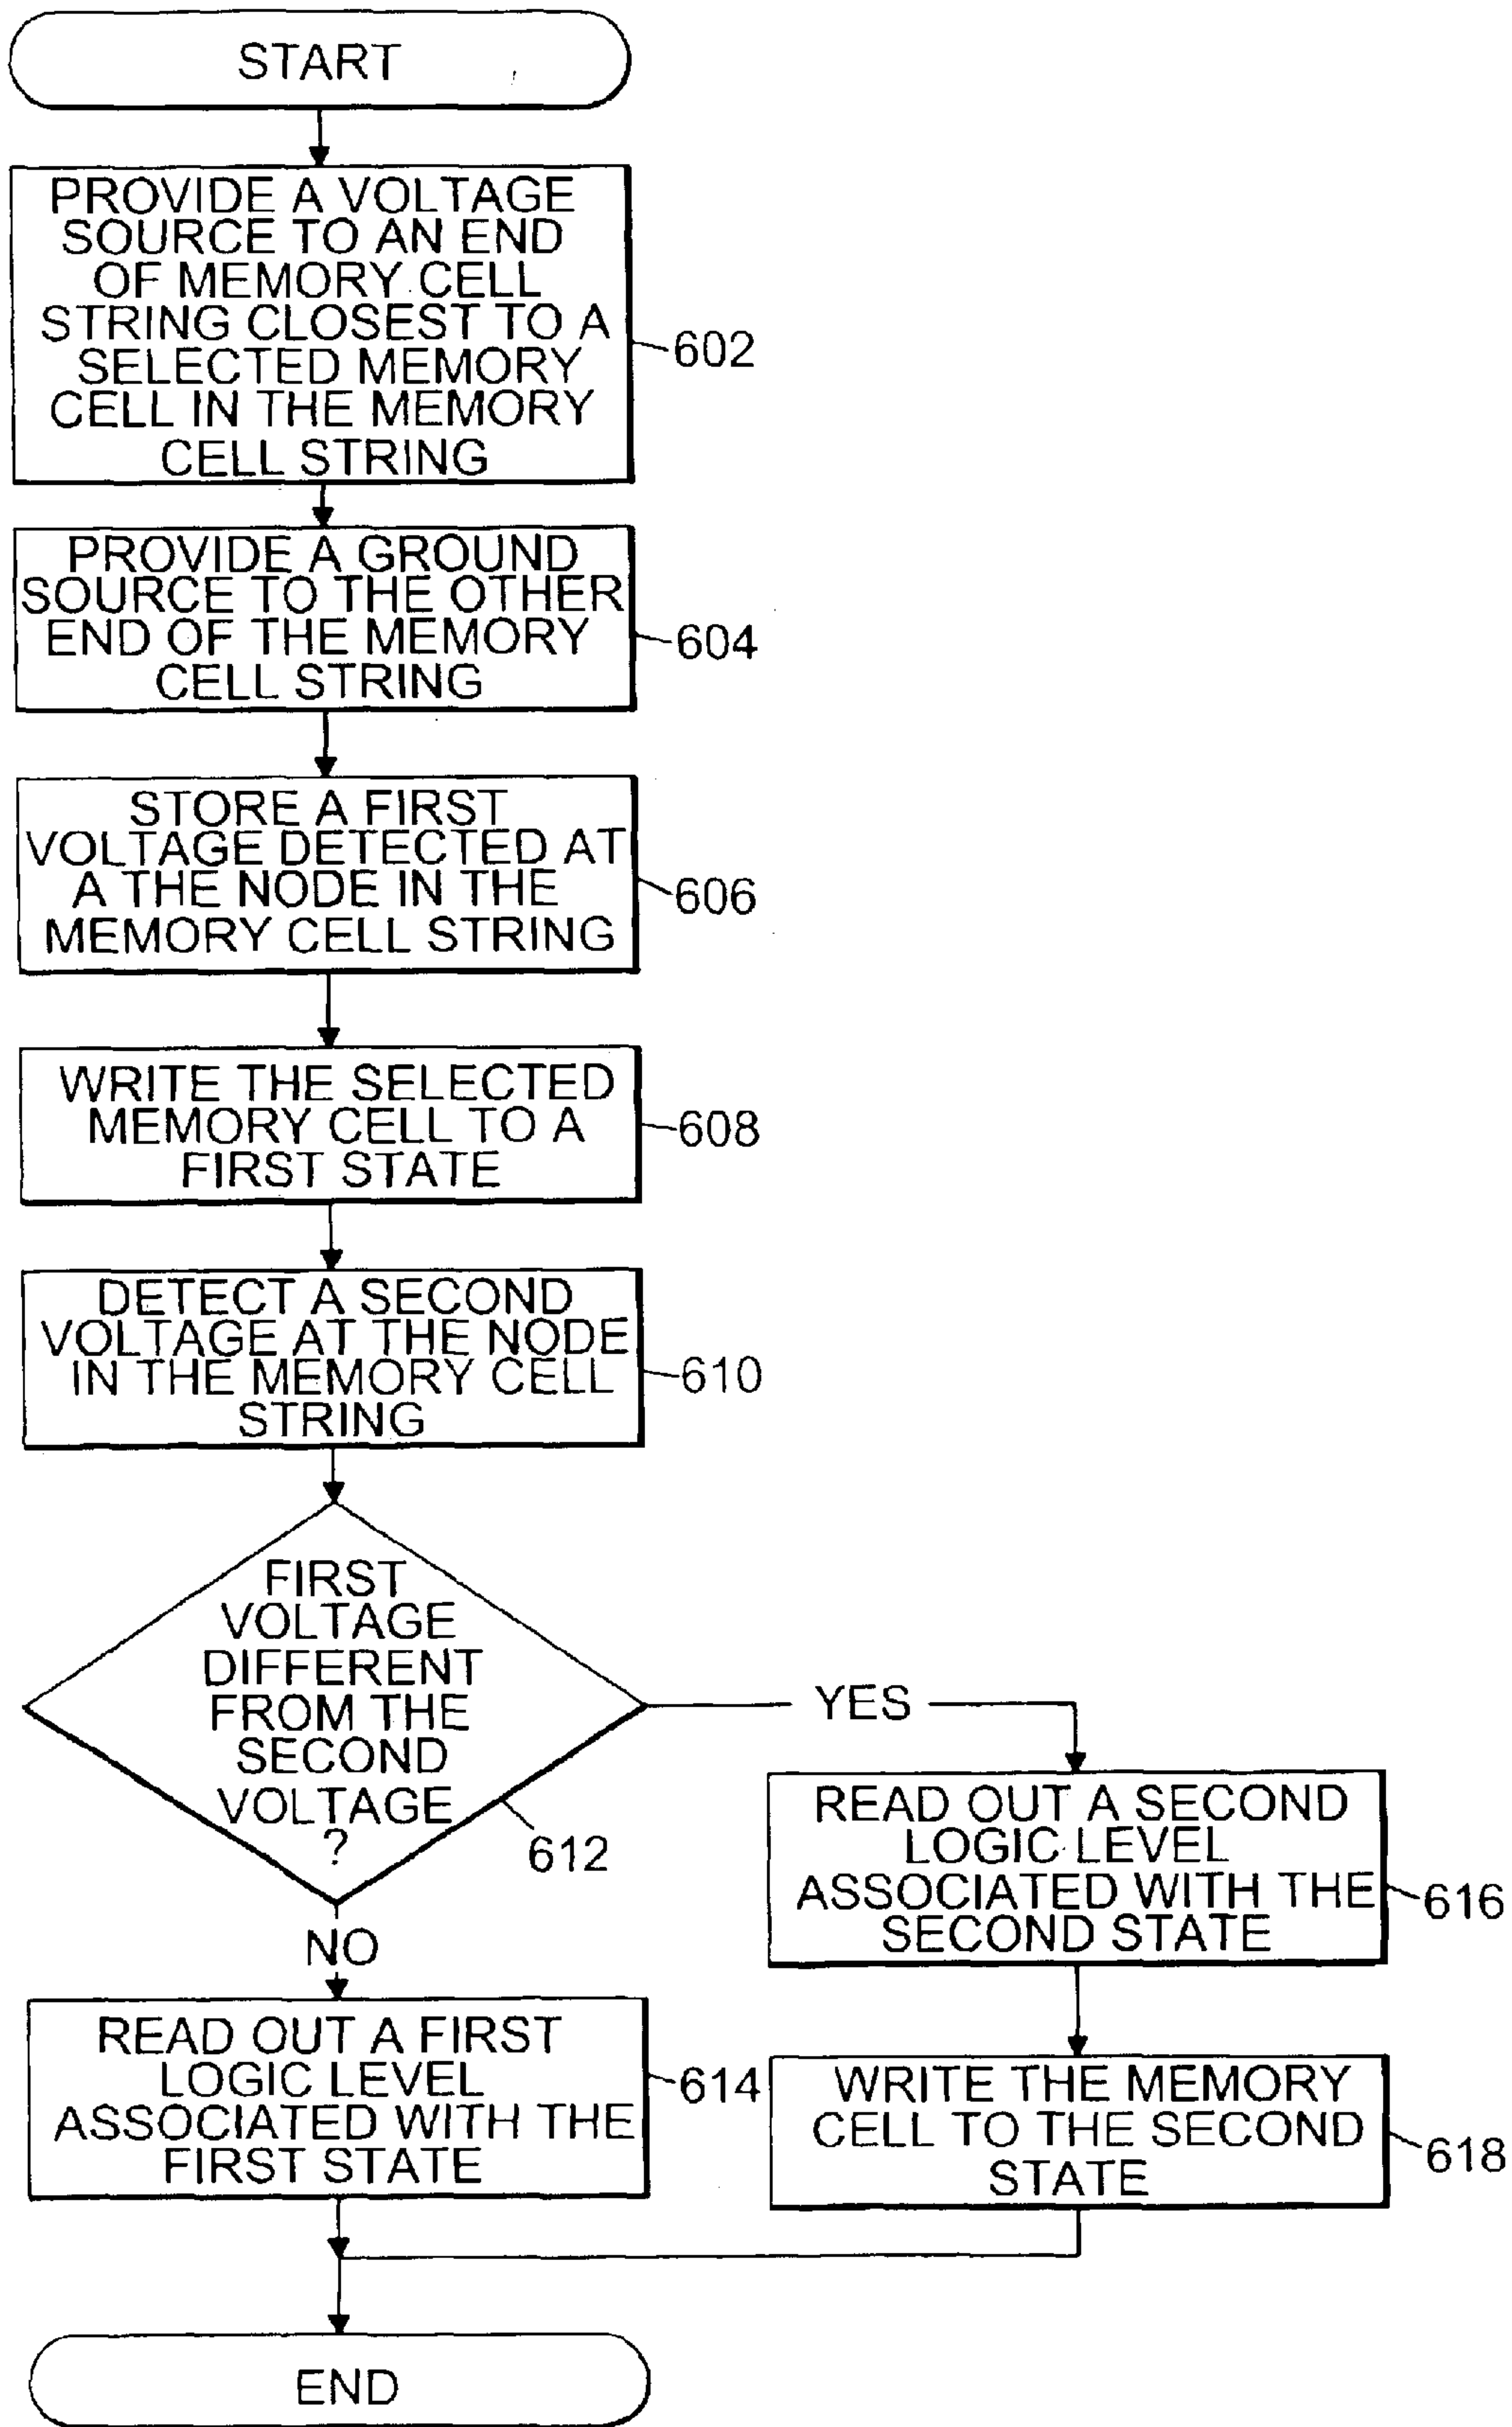 START
PROVIDE A VOLTAGE
SOURCE TO AN END
OF MEMORY CELL
STRING CLOSEST TO A
SELECTED MEMORY
CELL IN THE MEMORY
CELL STRING
602
PROVIDE A GROUND
SOURCE TO THE OTHER
END OF THE MEMORY
CELL STRING
604
STORE A FIRST
VOLTAGE DETECTED AT
A THE NODE IN THE
MEMORY CELL STRING
606
WRITE THE SELECTED
MEMORY CELL TO A
FIRST STATE
608
DETECT A SECOND
VOLTAGE AT THE NODE
IN THE MEMORY CELL
STRING
610
FIRST
VOLTAGE
DIFFERENT
FROM THE
SECOND
VOLTAGE
?
612
YES
READ OUT A SECOND
LOGIC LEVEL
ASSOCIATED WITH THE
SECOND STATE
616
NO
READ OUT A FIRST
LOGIC LEVEL
ASSOCIATED WITH THE
FIRST STATE
614
WRITE THE MEMORY
CELL TO THE SECOND
STATE
618
END